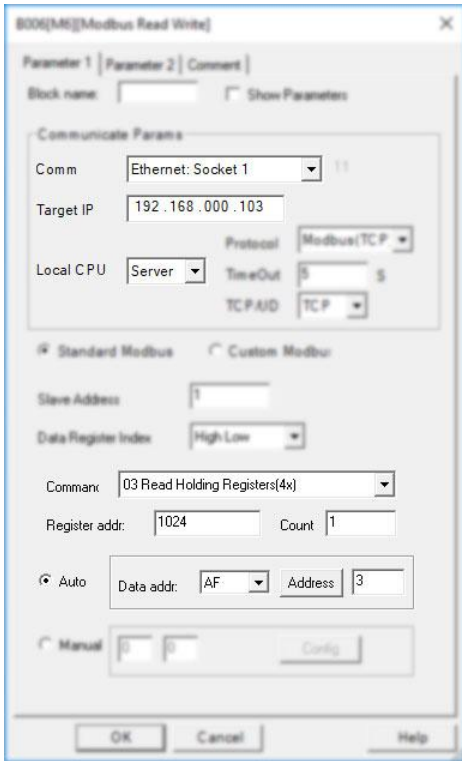 B006[M6][Modbus Read Write]
Parameter 1 Parameter 2 Comment
Block name: Show Parameters
Communicate Params
Comm Ethernet: Socket 1 11
Target IP 192 . 168 . 000 . 103
Protocol Modbus(TCP
Local CPU Server TimeOut 5 S
TCP/UD TCP
Standard Modbus Custom Modbus
Slave Address 1
Data Register Index High Low
Comman 03 Read Holding Registers(4x)
Register addr: 1024 Count 1
Auto Data addr: AF Address 3
Manual 0 0 Config
OK Cancel Help